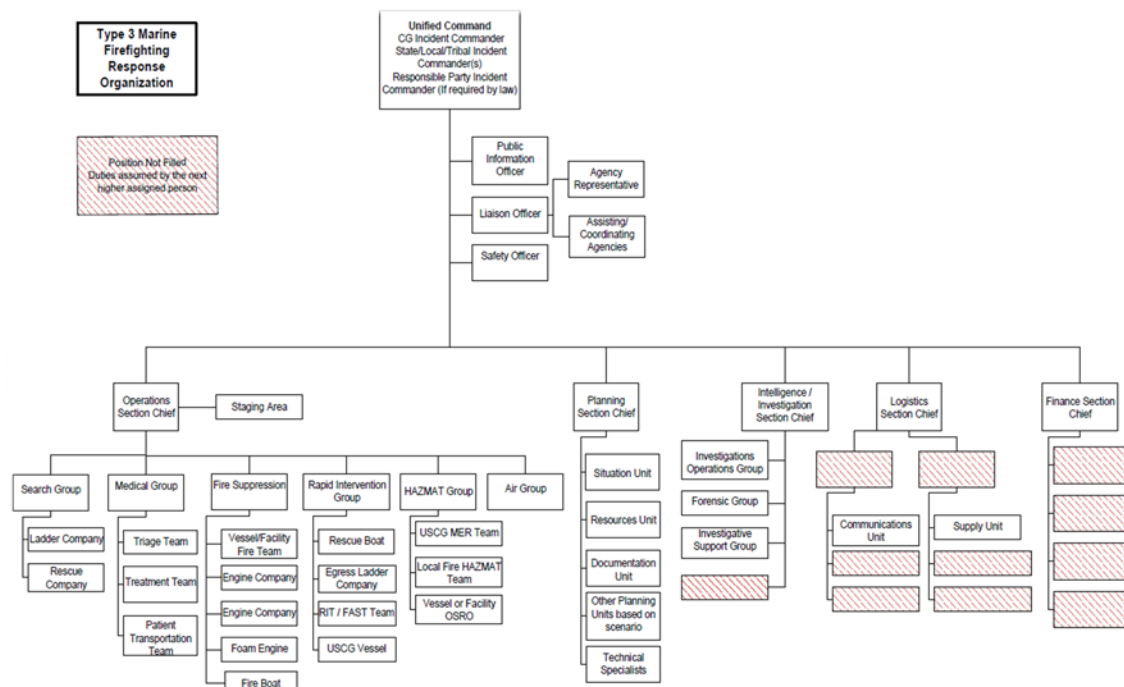 Type 3 Marine
Firefighting
Response
Organization
Unified Command
CG Incident Commander
State/Local/Tribal Incident
Commander(s)
Responsible Party Incident
Commander (If required by law)
Position Not Filled
Duties assumed by the next
higher assigned person
Public
Information
Officer
Agency
Representative
Liaison Officer
Assisting/
Coordinating
Agencies
Safety Officer
Operations
Section Chief
Staging Area
Planning
Section Chief
Intelligence /
Investigation
Section Chief
Logistics
Section Chief
Finance Section
Chief
Search Group
Ladder Company
Rescue
Company
Medical Group
Triage Team
Treatment Team
Patient
Transportation
Team
Fire Suppression
Vessel/Facility
Fire Team
Engine Company
Engine Company
Foam Engine
Fire Boat
Rapid Intervention
Group
Rescue Boat
Egress Ladder
Company
RIT / FAST Team
USCG Vessel
HAZMAT Group
USCG MER Team
Local Fire HAZMAT
Team
Vessel or Facility
OSRO
Air Group
Situation Unit
Resources Unit
Documentation
Unit
Other Planning
Units based on
scenario
Technical
Specialists
Investigations
Operations Group
Forensic Group
Investigative
Support Group
Communications
Unit
Supply Unit